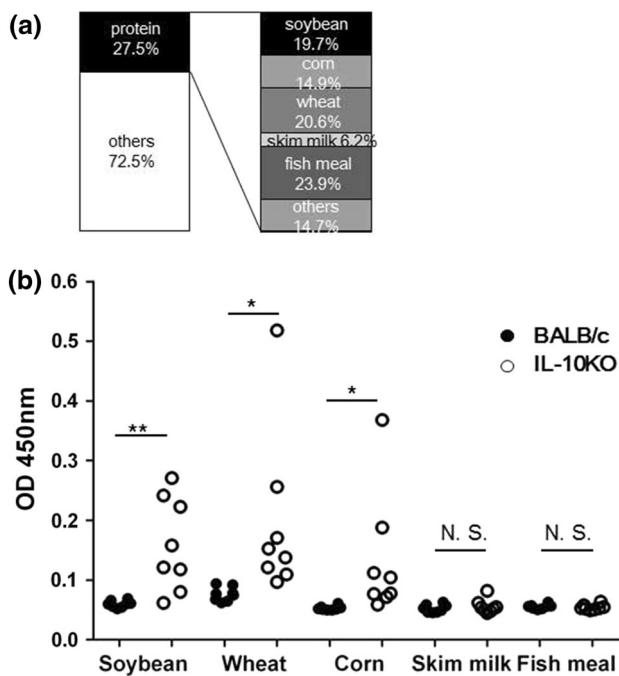 (a)
protein
27.5%
others
72.5%
soybean
19.7%
corn
14.9%
wheat
20.6%
skim milk 6.2%
fish meal
23.9%
others
14.7%
(b)
OD 450nm
0.6
0.5
0.4
0.3
0.2
0.1
0.0
**
*
*
N. S.
N. S.
BALB/c
IL-10KO
Soybean Wheat Corn Skim milk Fish meal